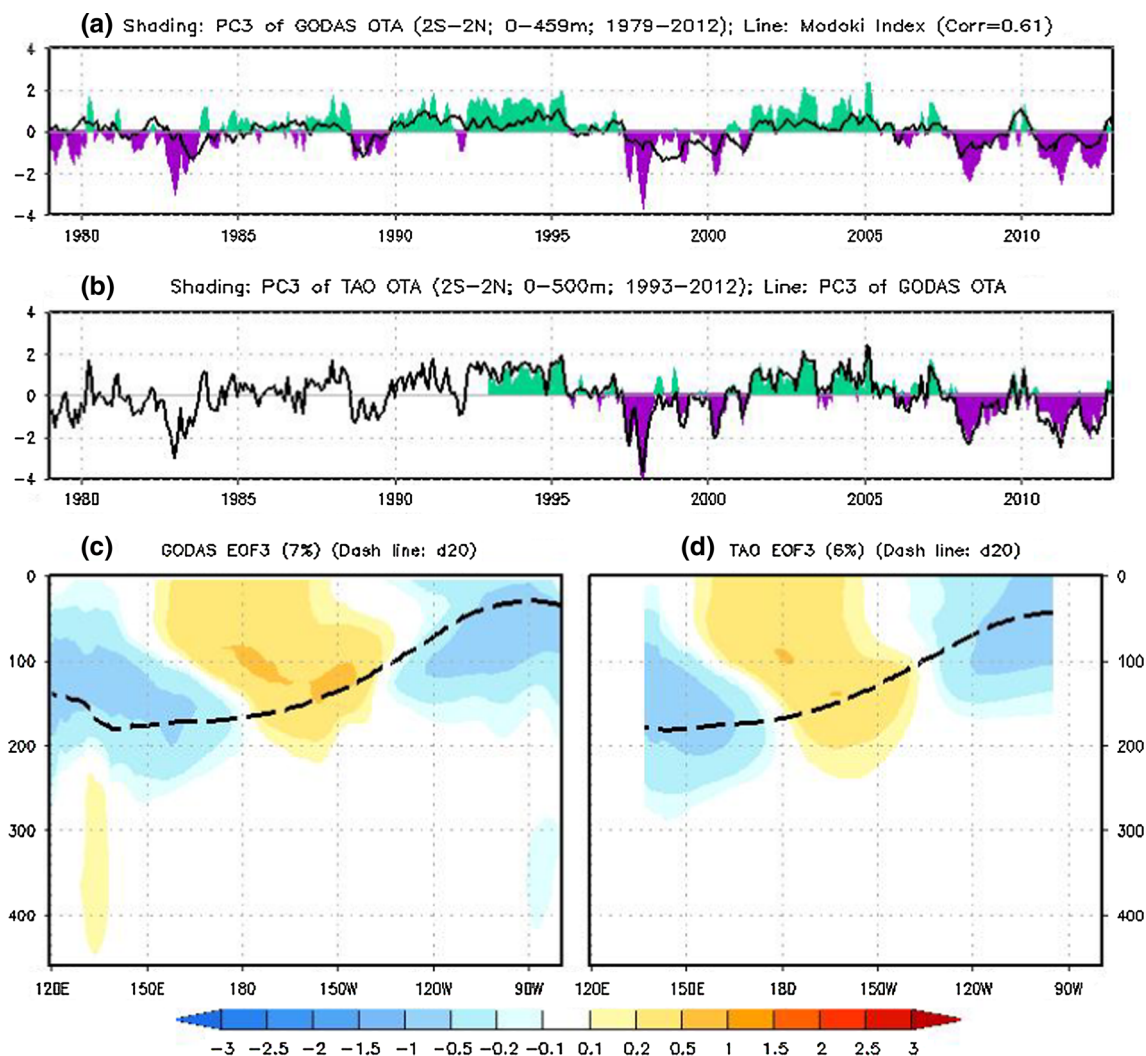 (a) Shading: PC3 of GODAS OTA (2S-2N; 0-459m; 1979-2012); Line: Modoki Index (Corr=0.61)
4
2
0
-2
-4
1980 1985 1990 1995 2000 2005 2010
(b) Shading: PC3 of TAO OTA (2S-2N; 0-500m; 1993-2012); Line: PC3 of GODAS OTA
4
2
0
-2
-4
1980 1985 1990 1995 2000 2005 2010
(c) GODAS EOF3 (7%) (Dash line: d20)
0
100
200
300
400
120E 150E 180 150W 120W 90W
(d) TAO EOF3 (6%) (Dash line: d20)
0
100
200
300
400
120E 150E 180 150W 120W 90W
-3 -2.5 -2 -1.5 -1 -0.5 -0.2 -0.1 0.1 0.2 0.5 1 1.5 2 2.5 3